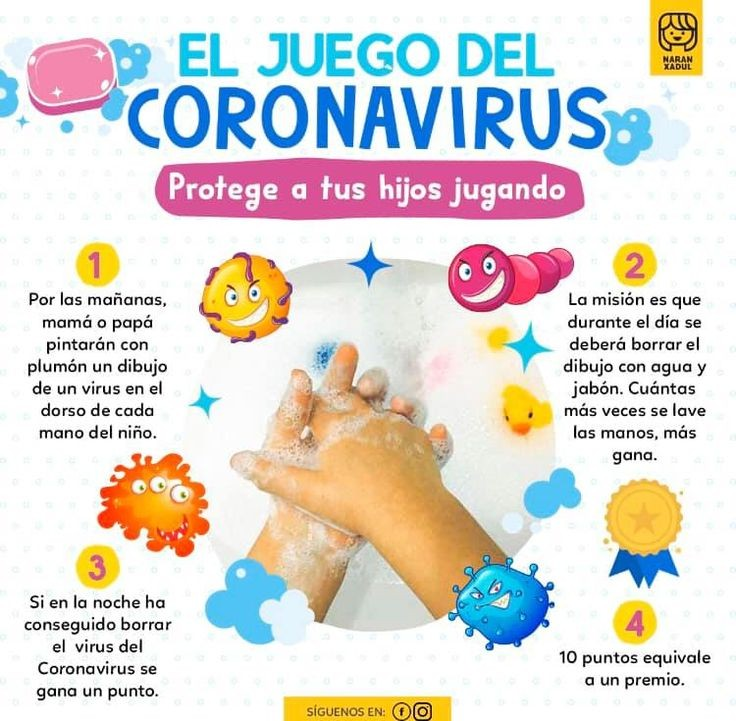 EL JUEGO DEL
CORONAVIRUS
NARAN
XADUL
Protege a tus hijos jugando
1
Por las mañanas,
mamá o papá
pintarán con
plumón un dibujo
de un virus en el
dorso de cada
mano del niño.
2
La misión es que
durante el día se
deberá borrar el
dibujo con agua y
jabón. Cuántas
más veces se lave
las manos, más
gana.
3
Si en la noche ha
conseguido borrar
el virus del
Coronavirus se
gana un punto.
4
10 puntos equivale
a un premio.
SÍGUENOS EN: